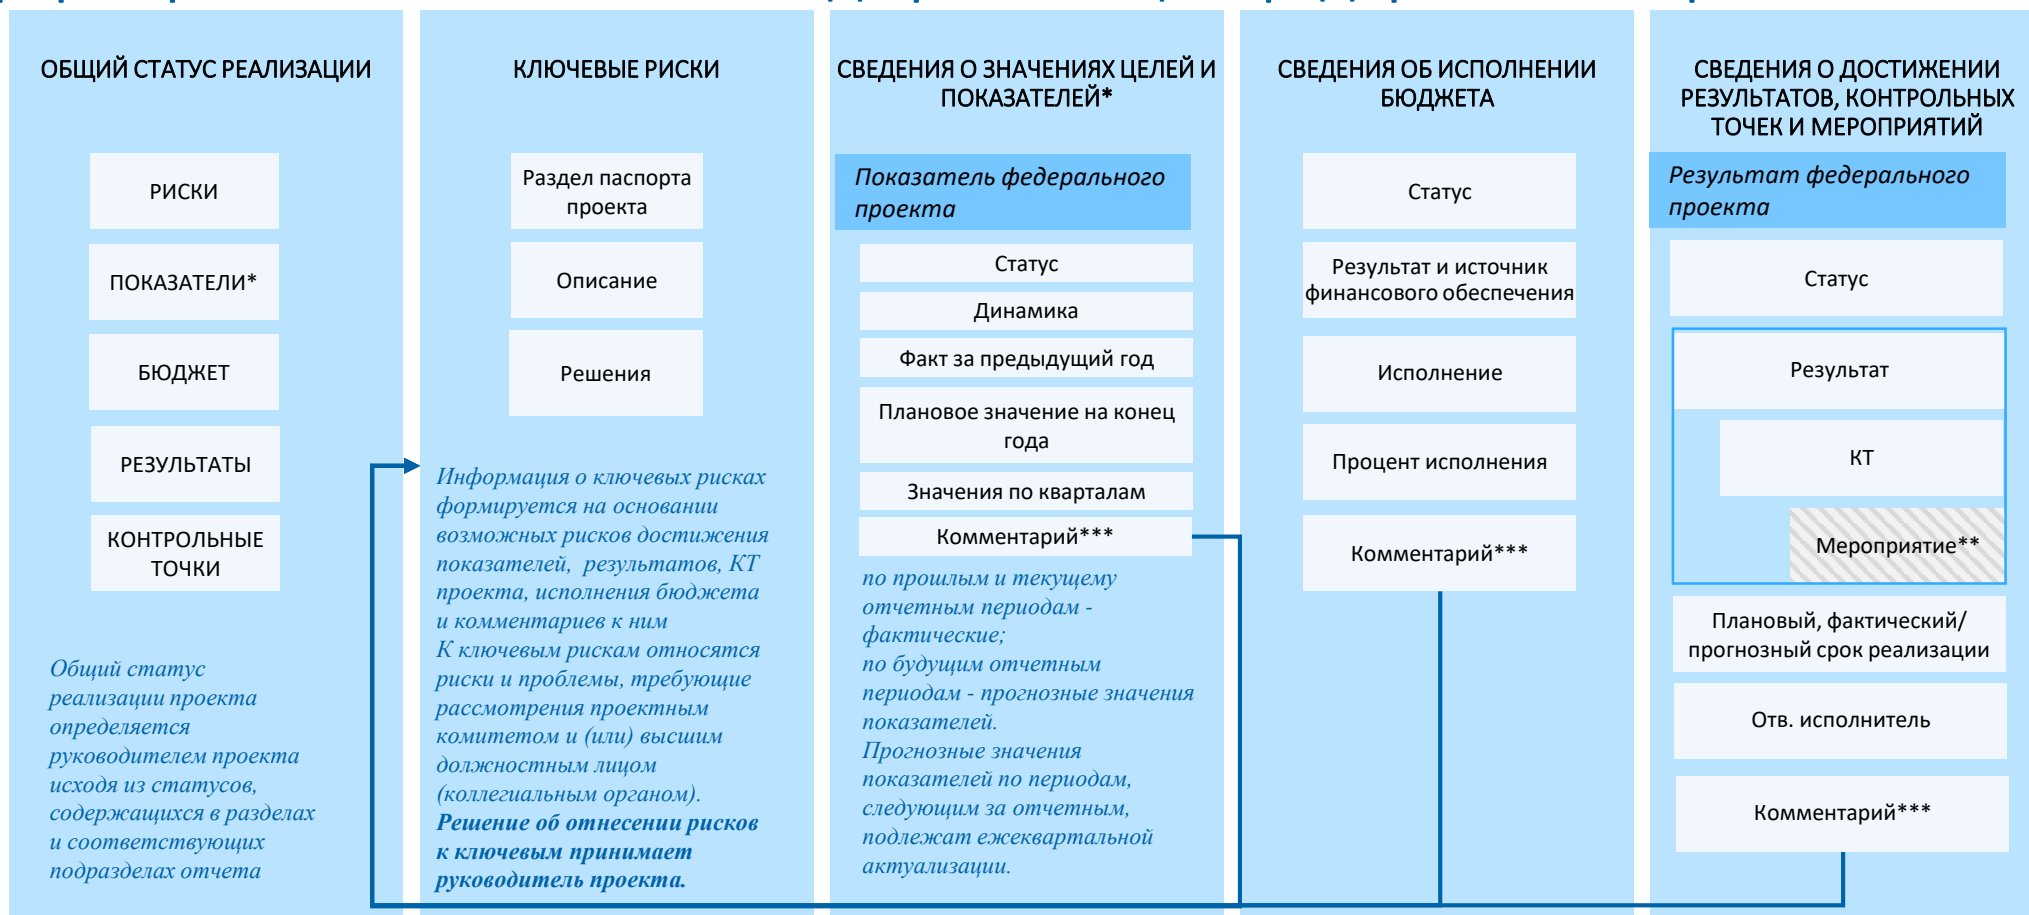 ОБЩИЙ СТАТУС РЕАЛИЗАЦИИ
РИСКИ
ПОКАЗАТЕЛИ*
БЮДЖЕТ
РЕЗУЛЬТАТЫ
КОНТРОЛЬНЫЕ
ТОЧКИ
Общий статус
реализации проекта
определяется
руководителем проекта
исходя из статусов,
содержащихся в разделах
и соответствующих
подразделах отчета
КЛЮЧЕВЫЕ РИСКИ
Раздел паспорта
проекта
Описание
Решения
Информация о ключевых рисках
формируется на основании
возможных рисков достижения
показателей, результатов, КТ
проекта, исполнения бюджета
и комментариев к ним
К ключевым рискам относятся
риски и проблемы, требующие
рассмотрения проектным
комитетом и (или) высшим
должностным лицом
(коллегиальным органом).
Решение об отнесении рисков
к ключевым принимает
руководитель проекта.
СВЕДЕНИЯ О ЗНАЧЕНИЯХ ЦЕЛЕЙ И
ПОКАЗАТЕЛЕЙ*
Показатель федерального
проекта
Статус
Динамика
Факт за предыдущий год
Плановое значение на конец
года
Значения по кварталам
Комментарий***
по прошлым и текущему
отчетным периодам -
фактические;
по будущим отчетным
периодам - прогнозные значения
показателей.
Прогнозные значения
показателей по периодам,
следующим за отчетным,
подлежат ежеквартальной
актуализации.
СВЕДЕНИЯ ОБ ИСПОЛНЕНИИ
БЮДЖЕТА
Статус
Результат и источник
финансового обеспечения
Исполнение
Процент исполнения
Комментарий***
СВЕДЕНИЯ О ДОСТИЖЕНИИ
РЕЗУЛЬТАТОВ, КОНТРОЛЬНЫХ
ТОЧЕК И МЕРОПРИЯТИЙ
Результат федерального
проекта
Статус
Результат
КТ
Мероприятие**
Плановый, фактический/
прогнозный срок реализации
Отв. исполнитель
Комментарий***